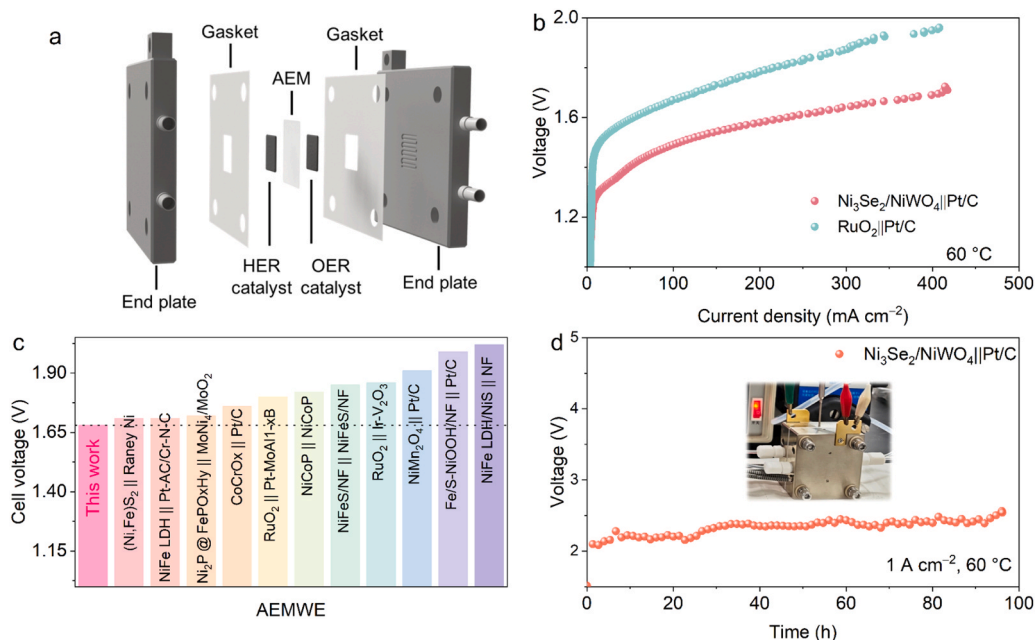 a
Gasket
Gasket
AEM
HER
catalyst
OER
catalyst
End plate
End plate
b
Voltage (V)
2.0
1.6
1.2
0
100
200
300
400
500
Current density (mA cm⁻²)
Ni₃Se₂/NiWO₄||Pt/C
RuO₂||Pt/C
60 °C
c
Cell voltage (V)
1.90
1.65
1.40
1.15
This work
(Ni,Fe)S₂ || Raney Ni
NiFe LDH || Pt-AC/Cr-N-C
Ni₂P @ FePOxHy || MoNi₄/MoO₂
CoCrOx || Pt/C
RuO₂ || Pt-MoAl1-xB
NiCoP || NiCoP
NiFeS/NF || NiFeS/NF
RuO₂ || Ir-V₂O₃
NiMn₂O₄|| Pt/C
Fe/S-NiOOH/NF || Pt/C
NiFe LDH/NiS || NF
AEMWE
d
Voltage (V)
5
4
3
2
0
20
40
60
80
100
Time (h)
Ni₃Se₂/NiWO₄||Pt/C
1 A cm⁻², 60 °C